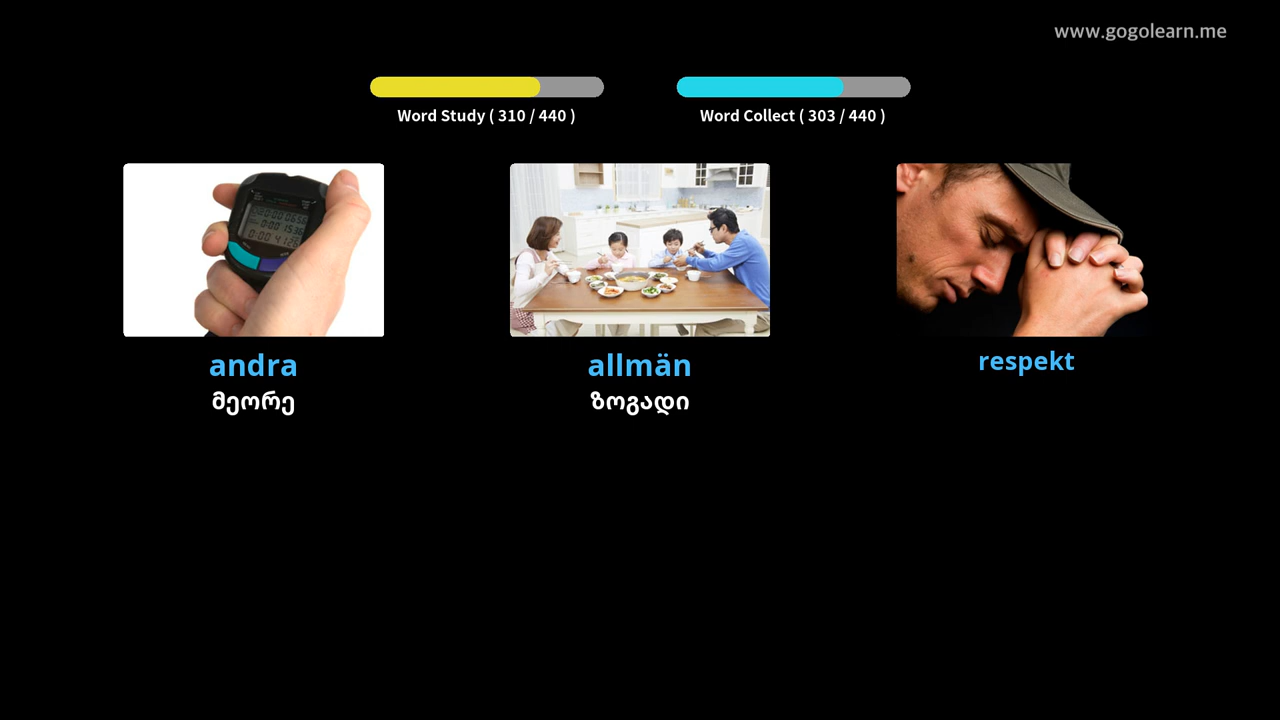 www.gogolearn.me
Word Study ( 310 / 440 )
Word Collect ( 303 / 440 )
andra
მეორე
allmän
ზოგადი
respekt